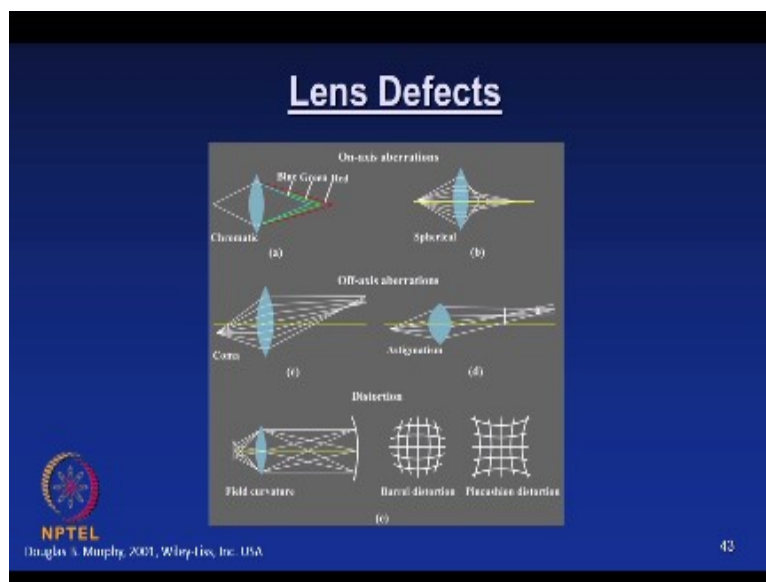 Lens Defects
On-axis aberrations
Blue Green Red
Chromatic
(a)
Spherical
(b)
Off-axis aberrations
Coma
(c)
Astigmatism
(d)
Distortion
Field curvature
Barrel distortion
Pincushion distortion
(e)
NPTEL
Douglas B. Murphy, 2001, Wiley-Liss, Inc. USA
43